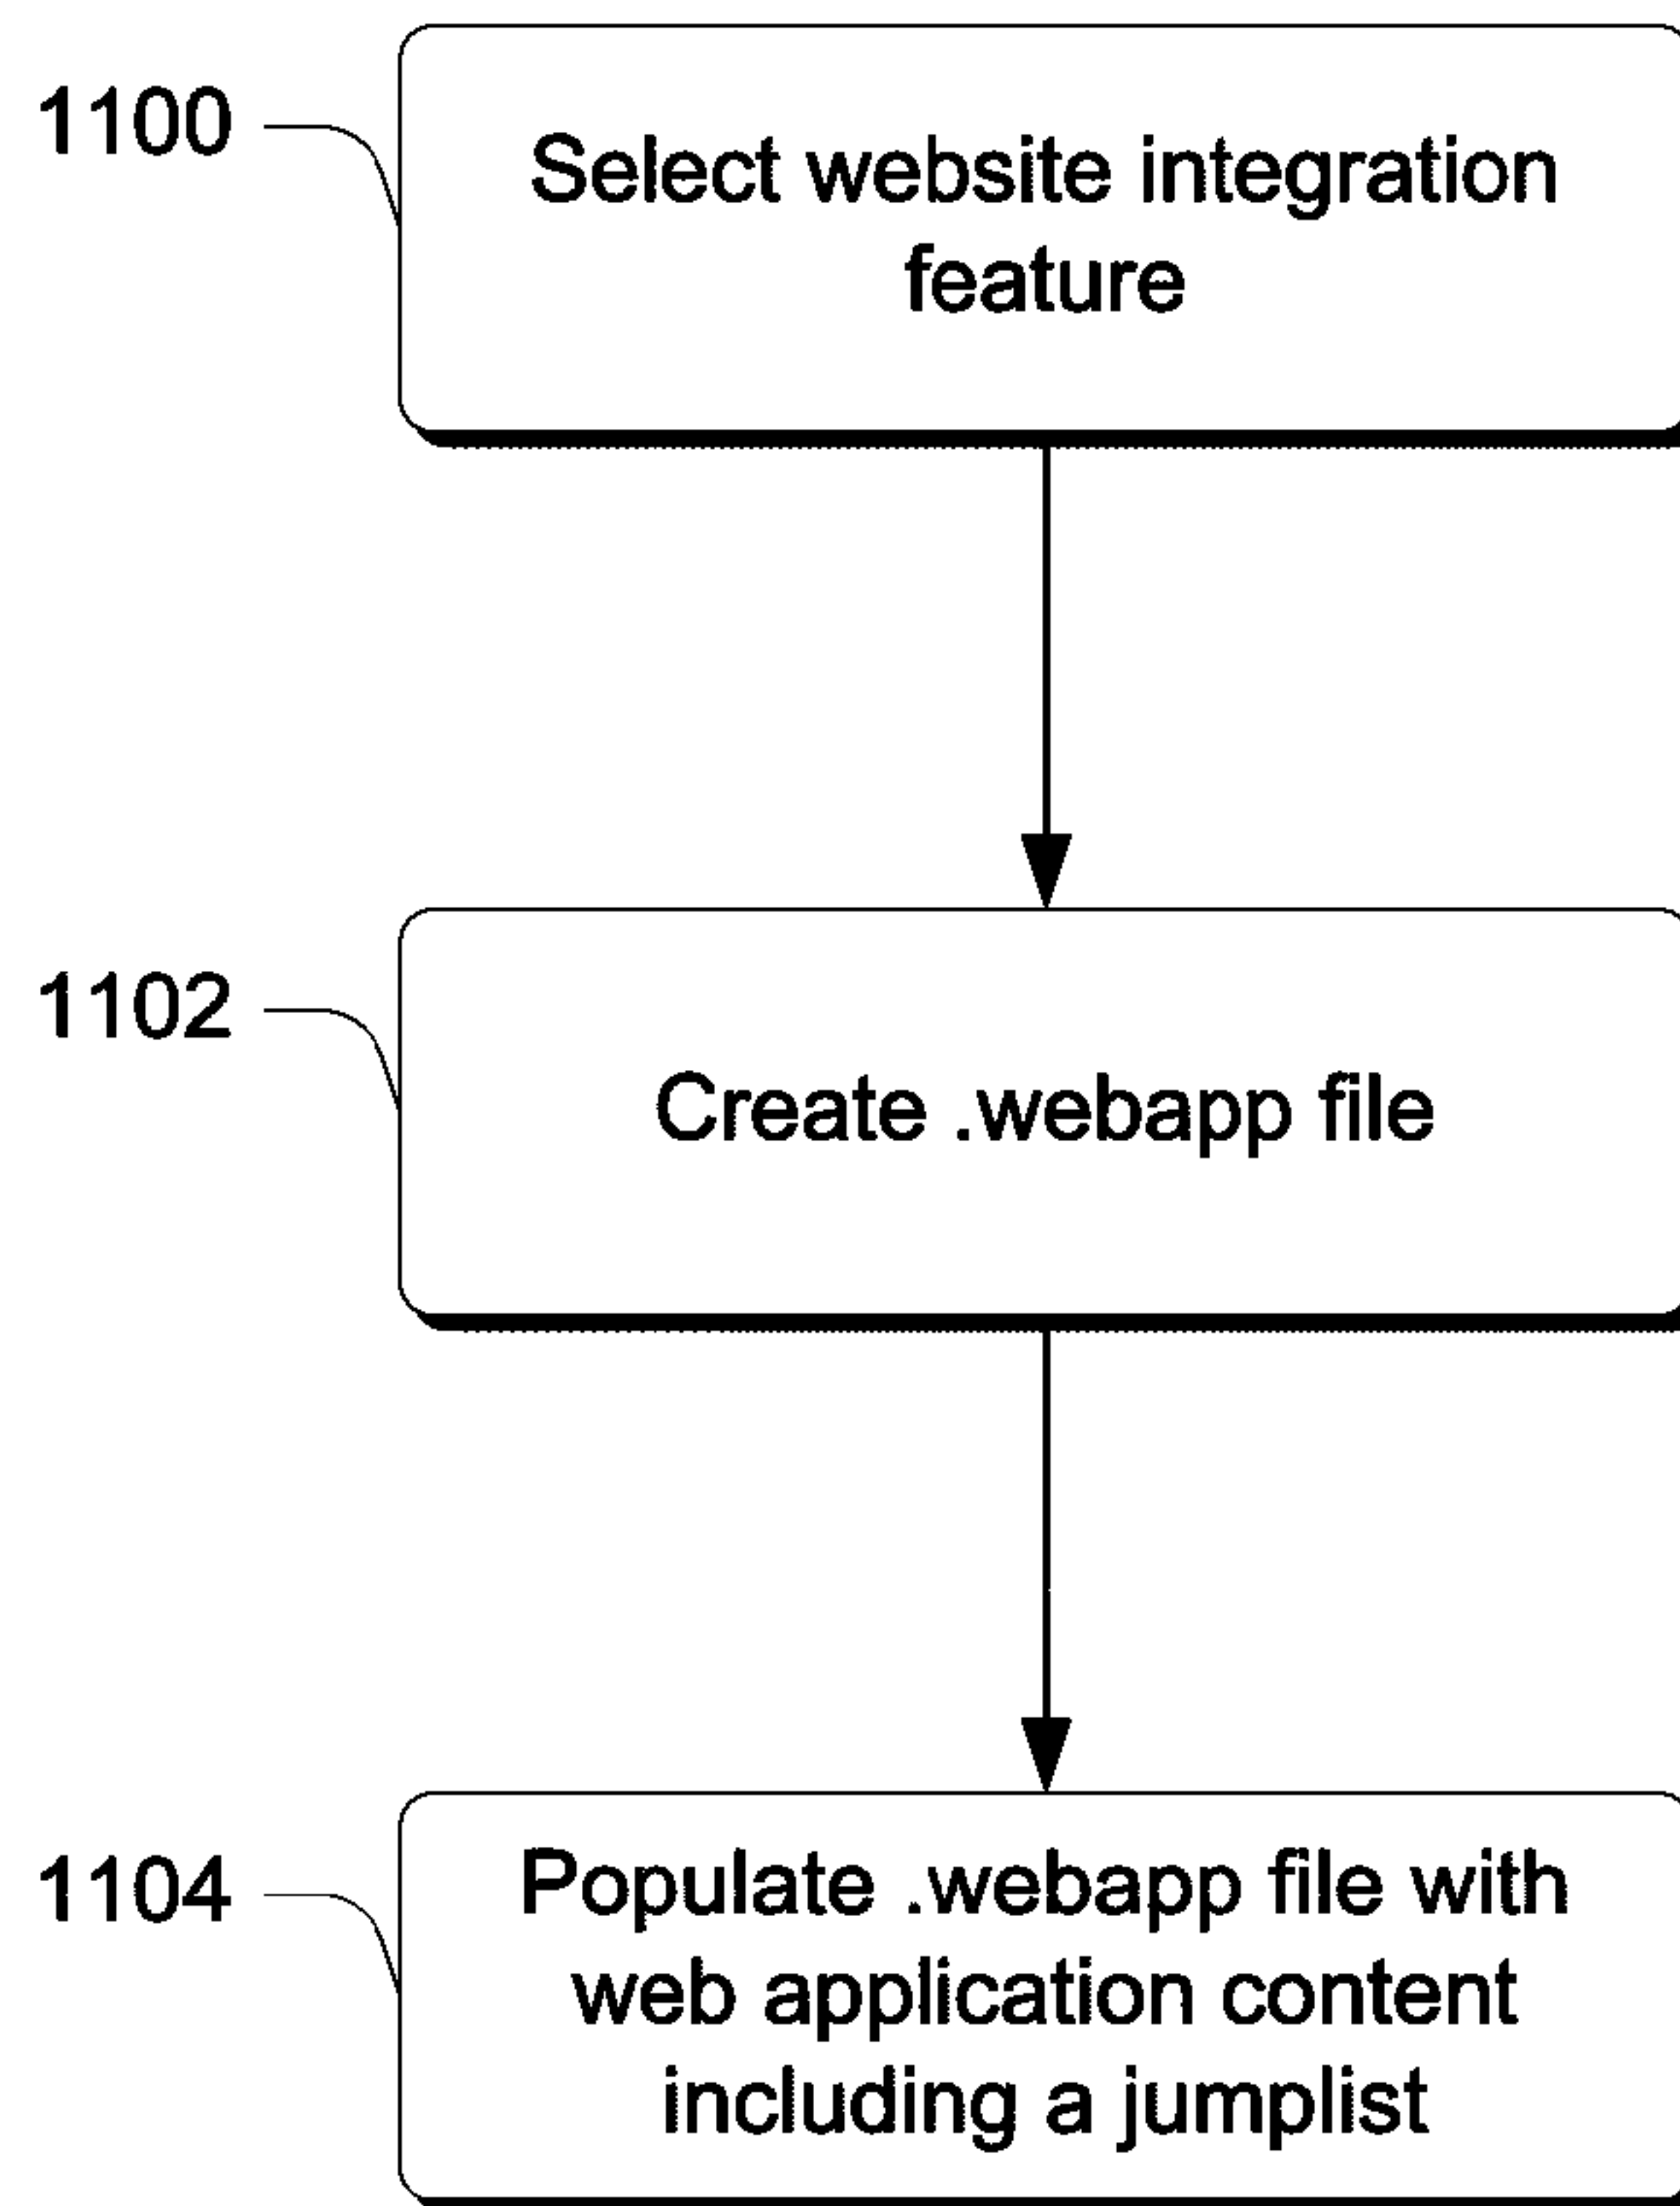 1100
Select website integration
feature
1102
Create .webapp file
1104
Populate .webapp file with
web application content
including a jumplist